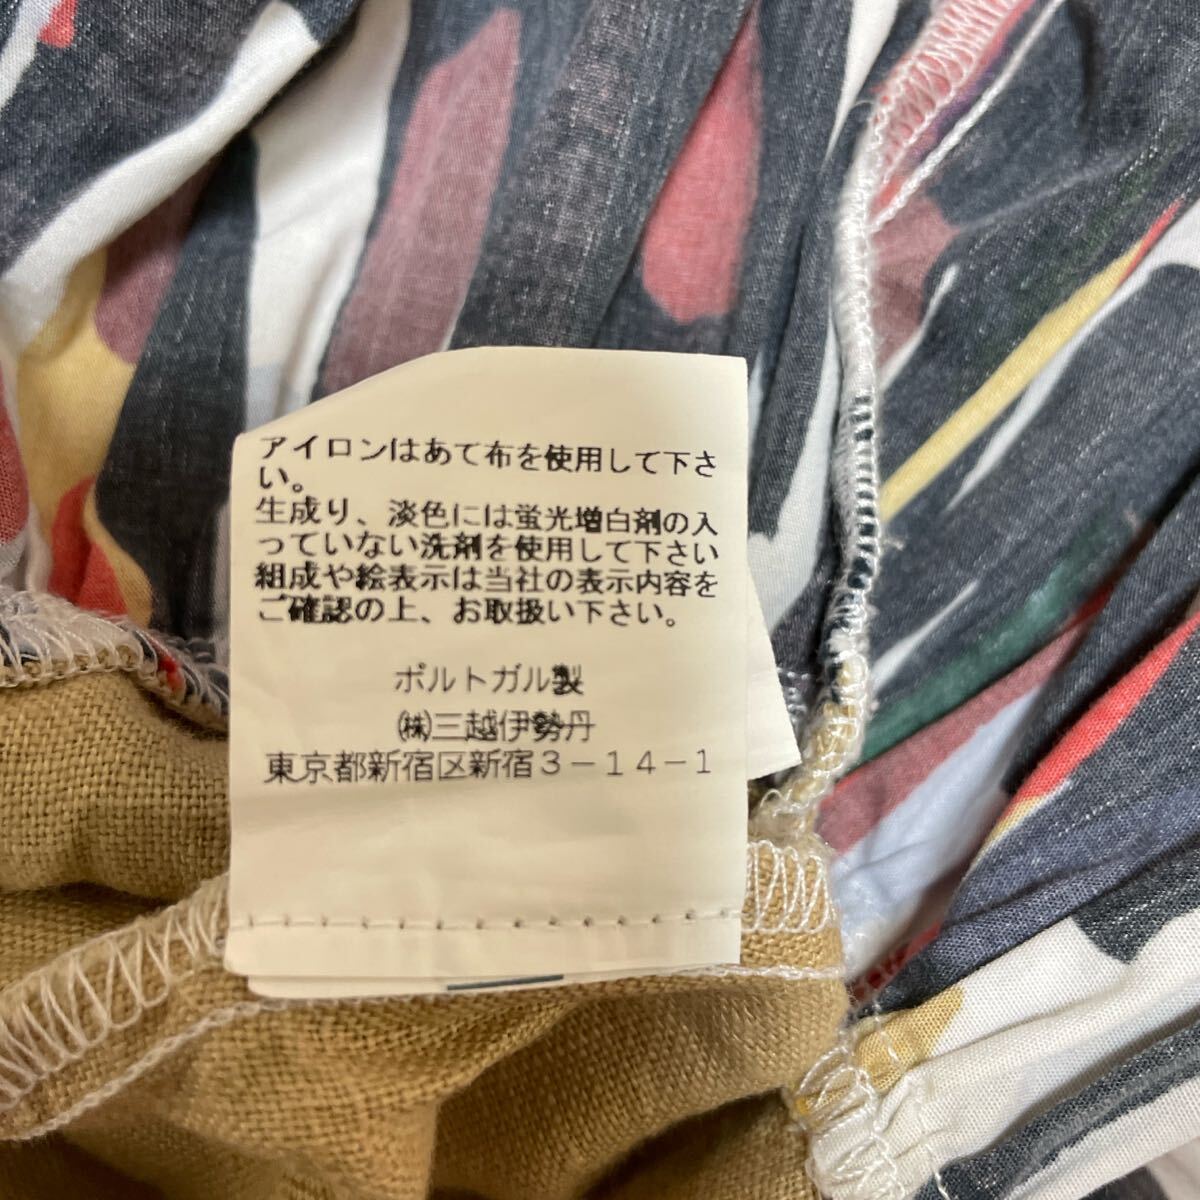 アイロンはあて布を使用して下さ
い。
生成り、淡色には蛍光増白剤の入
っていない洗剤を使用して下さい
組成や絵表示は当社の表示内容を
ご確認の上、お取扱い下さい。
ポルトガル製
㈱三越伊勢丹
東京都新宿区新宿３－１４－１